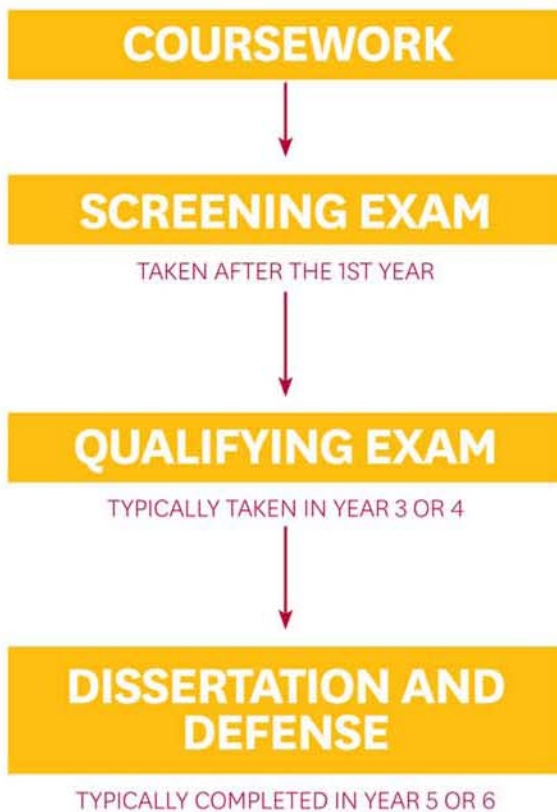 COURSEWORK
SCREENING EXAM
TAKEN AFTER THE 1ST YEAR
QUALIFYING EXAM
TYPICALLY TAKEN IN YEAR 3 OR 4
DISSERTATION AND
DEFENSE
TYPICALLY COMPLETED IN YEAR 5 OR 6